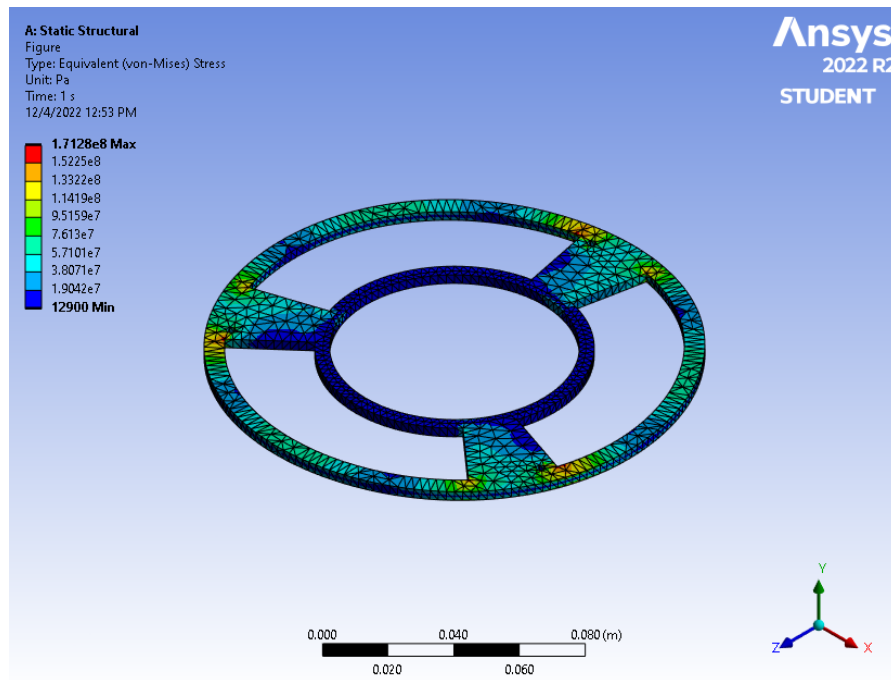 A: Static Structural
Figure
Type: Equivalent (von-Mises) Stress
Unit: Pa
Time: 1 s
12/4/2022 12:53 PM
1.7128e8 Max
1.5225e8
1.3322e8
1.1419e8
9.5159e7
7.613e7
5.7101e7
3.8071e7
1.9042e7
12900 Min
Ansys
2022 R2
STUDENT
0.000 0.040 0.080 (m)
0.020 0.060
Y
Z X